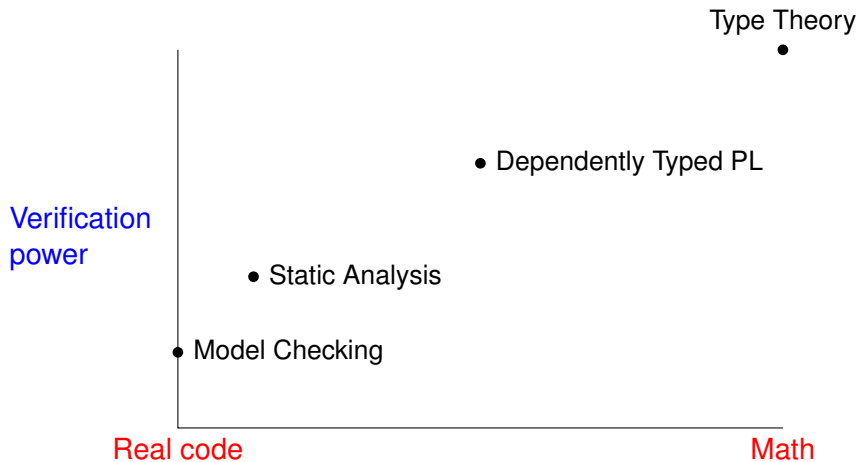 Type Theory
Dependently Typed PL
Verification
power
Static Analysis
Model Checking
Real code
Math